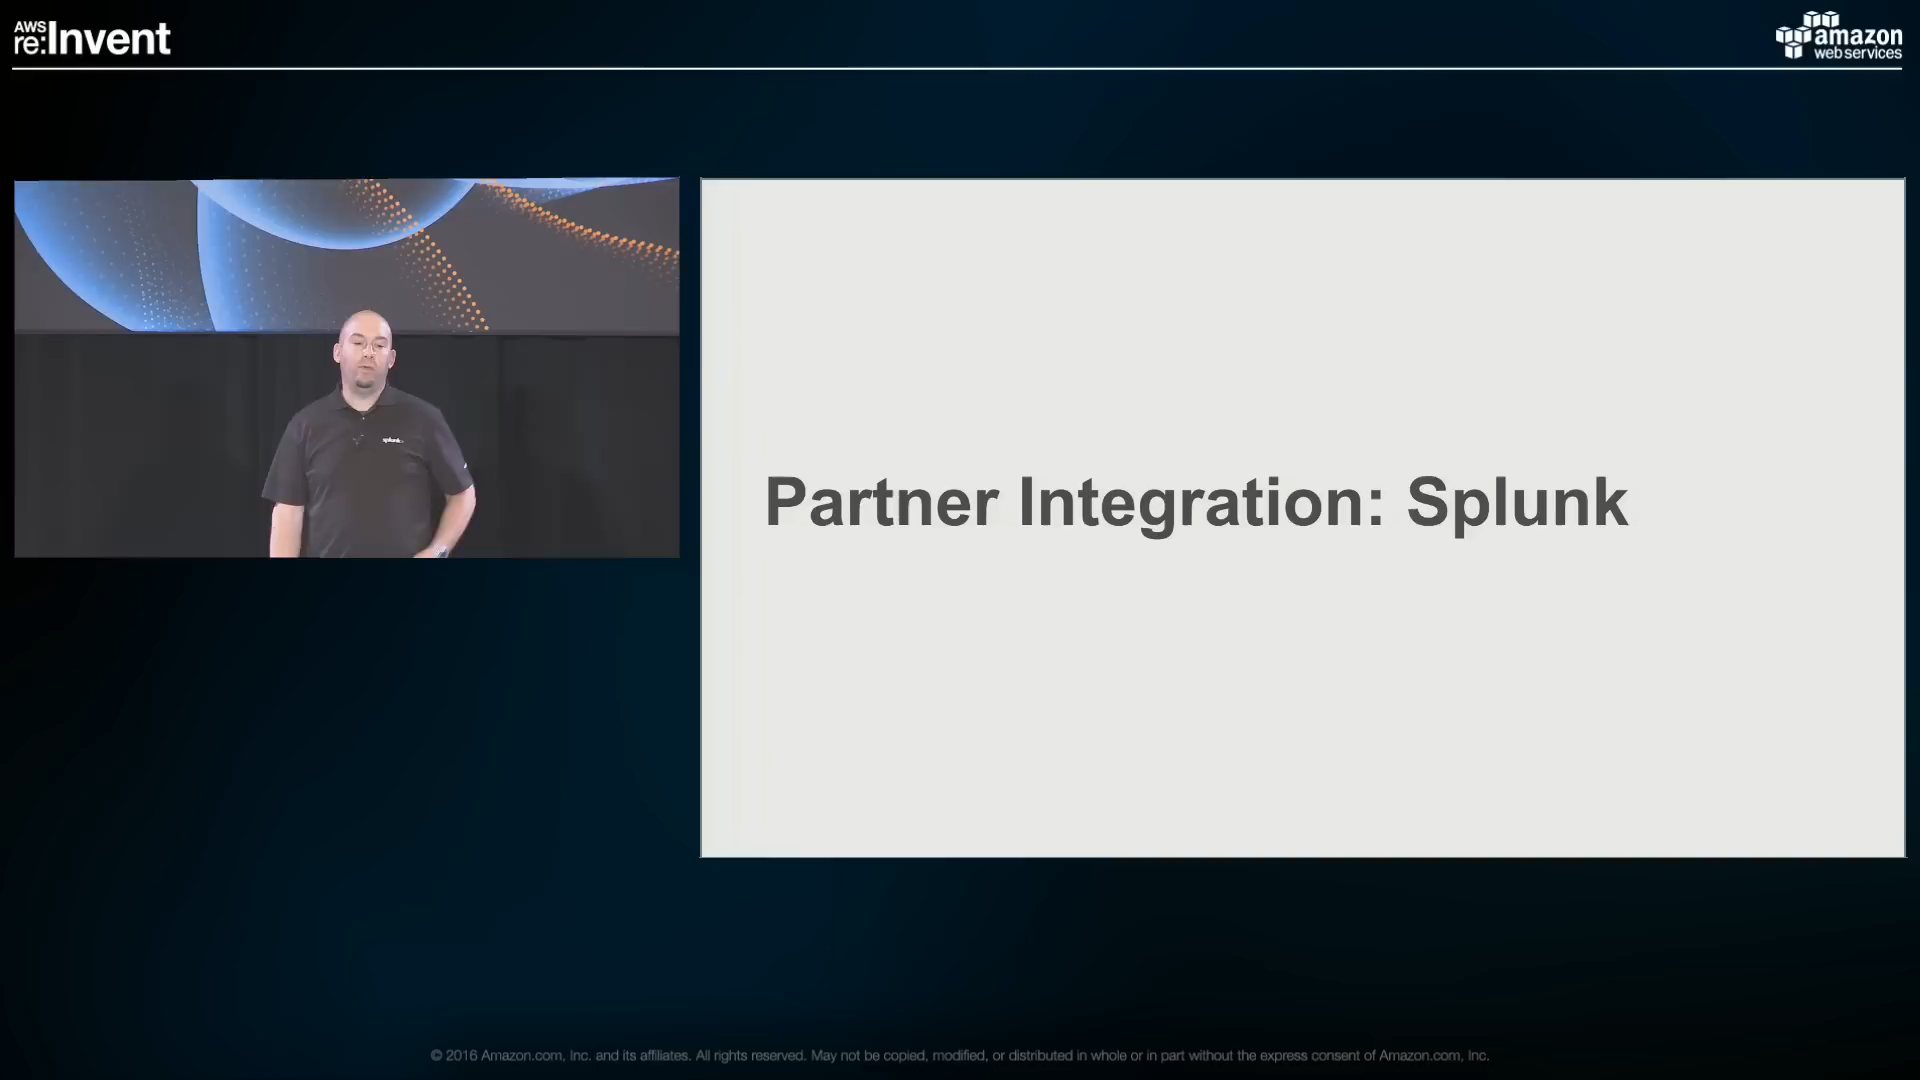 AWS
re:Invent
amazon
web services
splunk>
Partner Integration: Splunk
© 2016 Amazon.com, Inc. and its affiliates. All rights reserved. May not be copied, modified, or distributed in whole or in part without the express consent of Amazon.com, Inc.